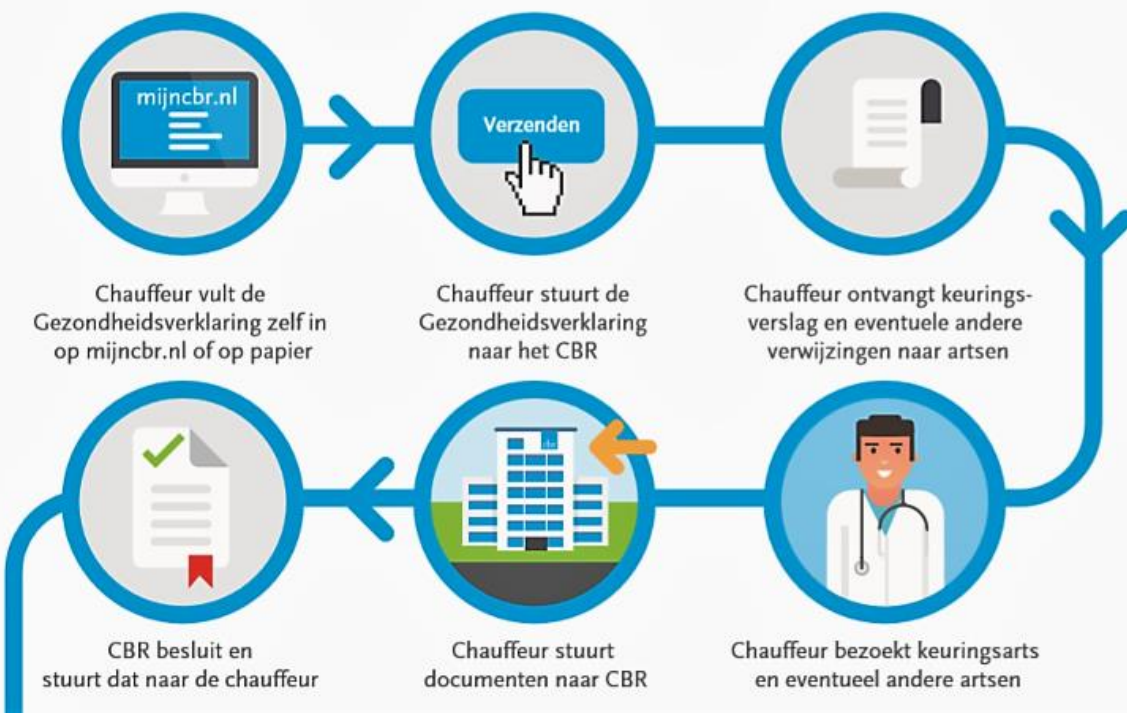 mijncbr.nl
Verzenden
Chauffeur vult de
Gezondheidsverklaring zelf in
op mijncbr.nl of op papier
Chauffeur stuurt de
Gezondheidsverklaring
naar het CBR
Chauffeur ontvangt keurings-
verslag en eventuele andere
verwijzingen naar artsen
cbr
CBR besluit en
stuurt dat naar de chauffeur
Chauffeur stuurt
documenten naar CBR
Chauffeur bezoekt keuringsarts
en eventueel andere artsen